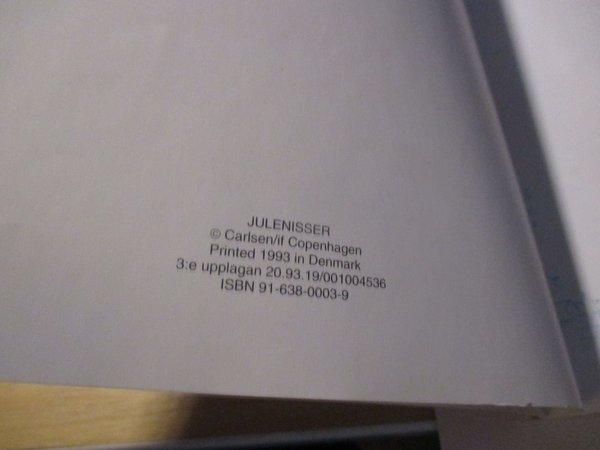 JULENISSER
© Carlsen/if Copenhagen
Printed 1993 in Denmark
3:e upplagan 20.93.19/001004536
ISBN 91-638-0003-9